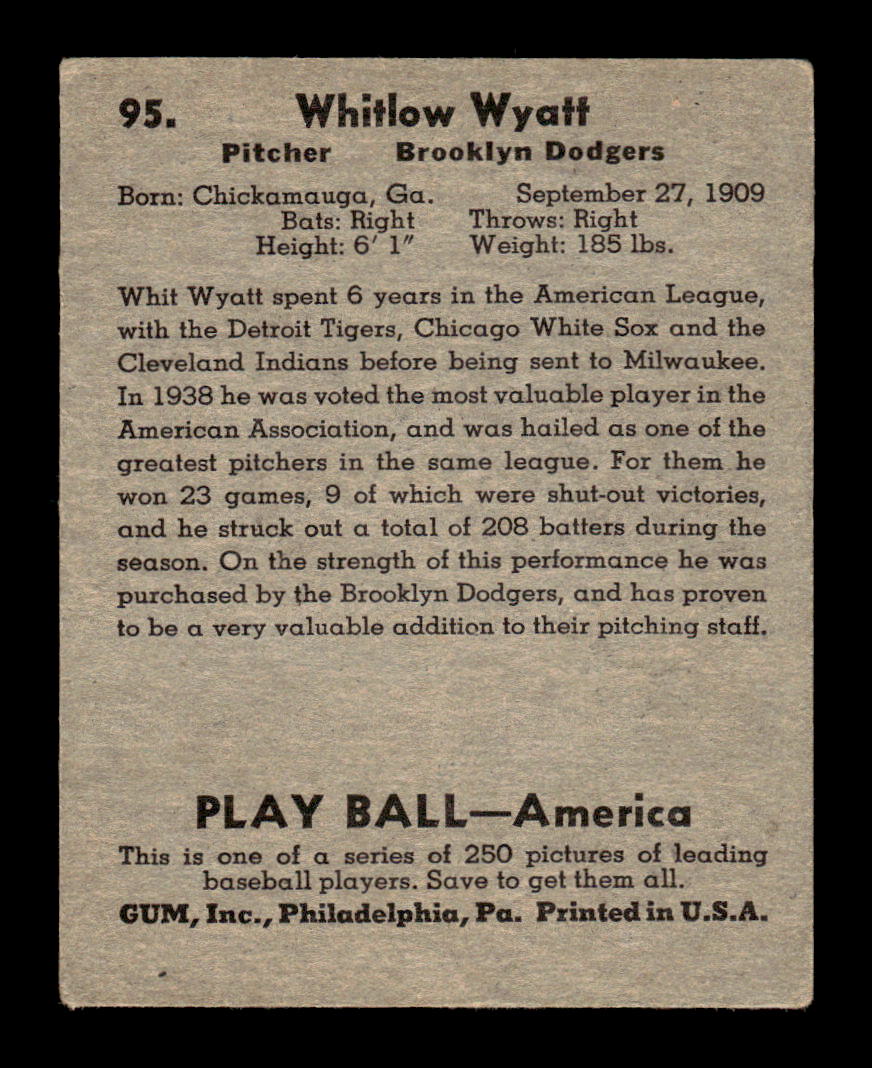 95. Whitlow Wyatt
Pitcher Brooklyn Dodgers
Born: Chickamauga, Ga. September 27, 1909
Bats: Right Throws: Right
Height: 6′ 1″ Weight: 185 lbs.
Whit Wyatt spent 6 years in the American League,
with the Detroit Tigers, Chicago White Sox and the
Cleveland Indians before being sent to Milwaukee.
In 1938 he was voted the most valuable player in the
American Association, and was hailed as one of the
greatest pitchers in the same league. For them he
won 23 games, 9 of which were shut-out victories,
and he struck out a total of 208 batters during the
season. On the strength of this performance he was
purchased by the Brooklyn Dodgers, and has proven
to be a very valuable addition to their pitching staff.
PLAY BALL—America
This is one of a series of 250 pictures of leading
baseball players. Save to get them all.
GUM, Inc., Philadelphia, Pa. Printed in U.S.A.